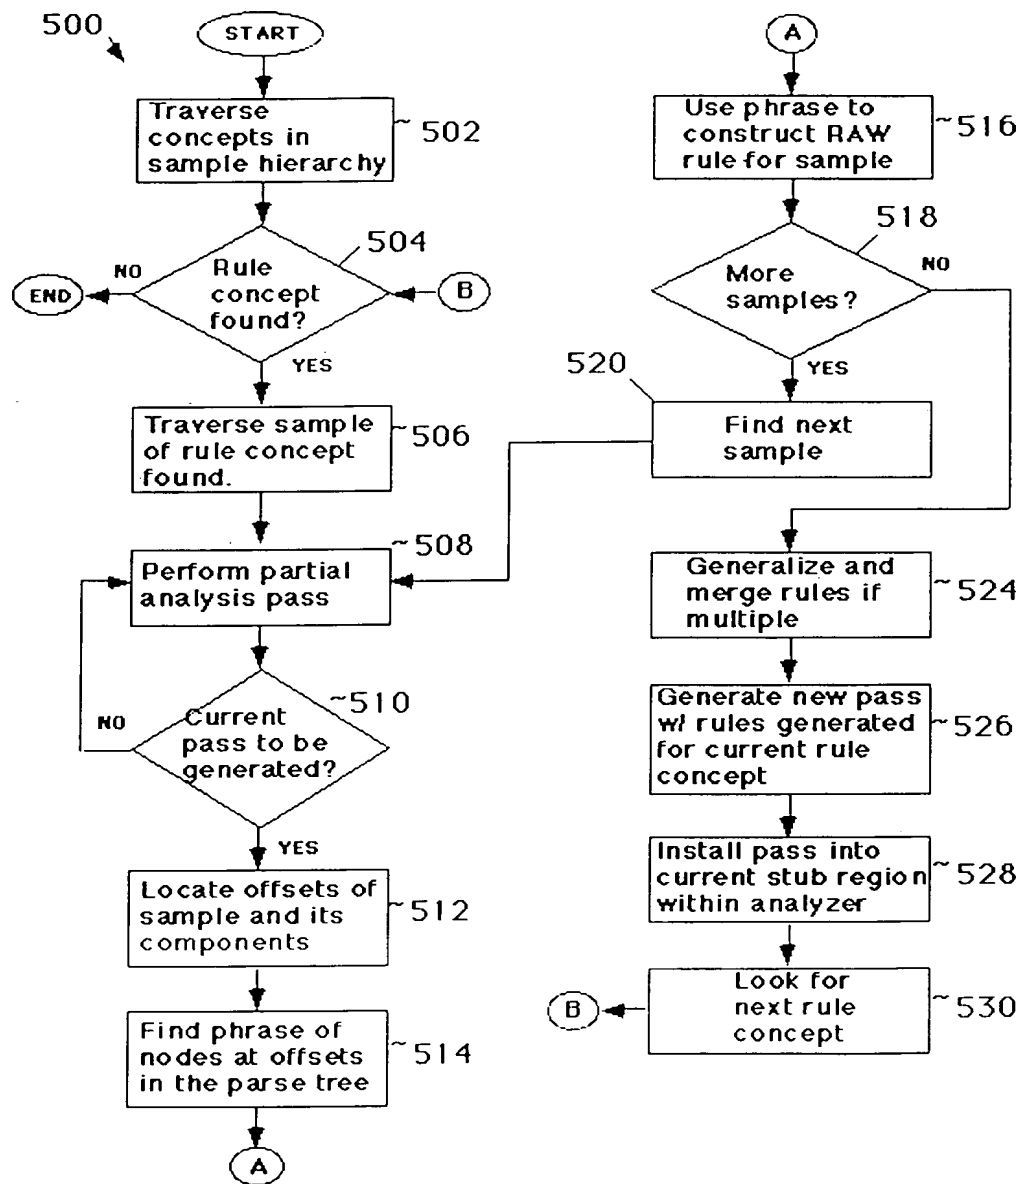 500
START
Traverse
concepts in
sample hierarchy
~502
504
Rule
concept
found?
NO
END
B
YES
Traverse sample
of rule concept
found.
~506
Perform partial
analysis pass
~508
~510
Current
pass to be
generated?
NO
YES
Locate offsets of
sample and its
components
~512
Find phrase of
nodes at offsets
in the parse tree
~514
A
A
Use phrase to
construct RAW
rule for sample
~516
518
More
samples?
NO
YES
520
Find next
sample
Generalize and
merge rules if
multiple
~524
Generate new pass
w/ rules generated
for current rule
concept
~526
Install pass into
current stub region
within analyzer
~528
Look for
next rule
concept
~530
B